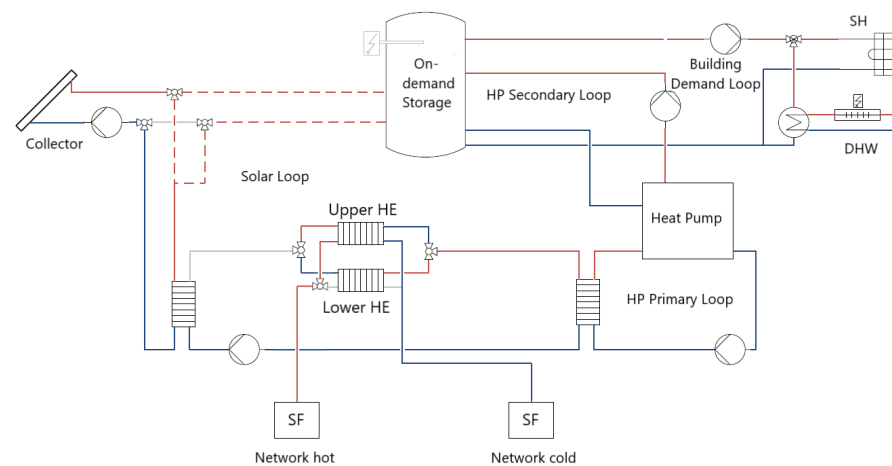 SH
On-
demand
Storage
Building
Demand Loop
HP Secondary Loop
Collector
DHW
Solar Loop
Upper HE
Heat Pump
Lower HE
HP Primary Loop
SF
SF
Network hot
Network cold